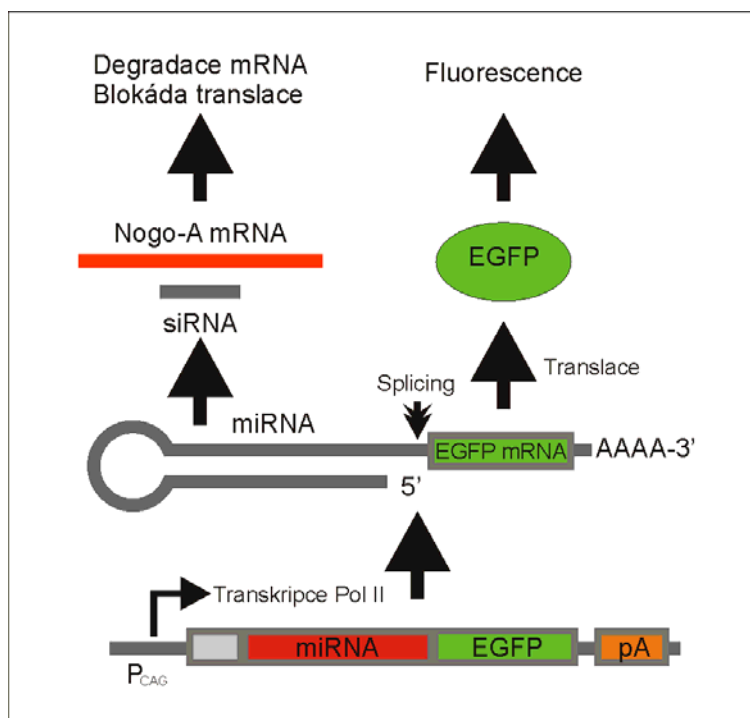 Degradace mRNA
Blokáda translace
Fluorescence
Nogo-A mRNA
EGFP
siRNA
Splicing
Translace
miRNA
EGFP mRNA
AAAA-3’
5’
Transkripce Pol II
miRNA
EGFP
pA
PCAG